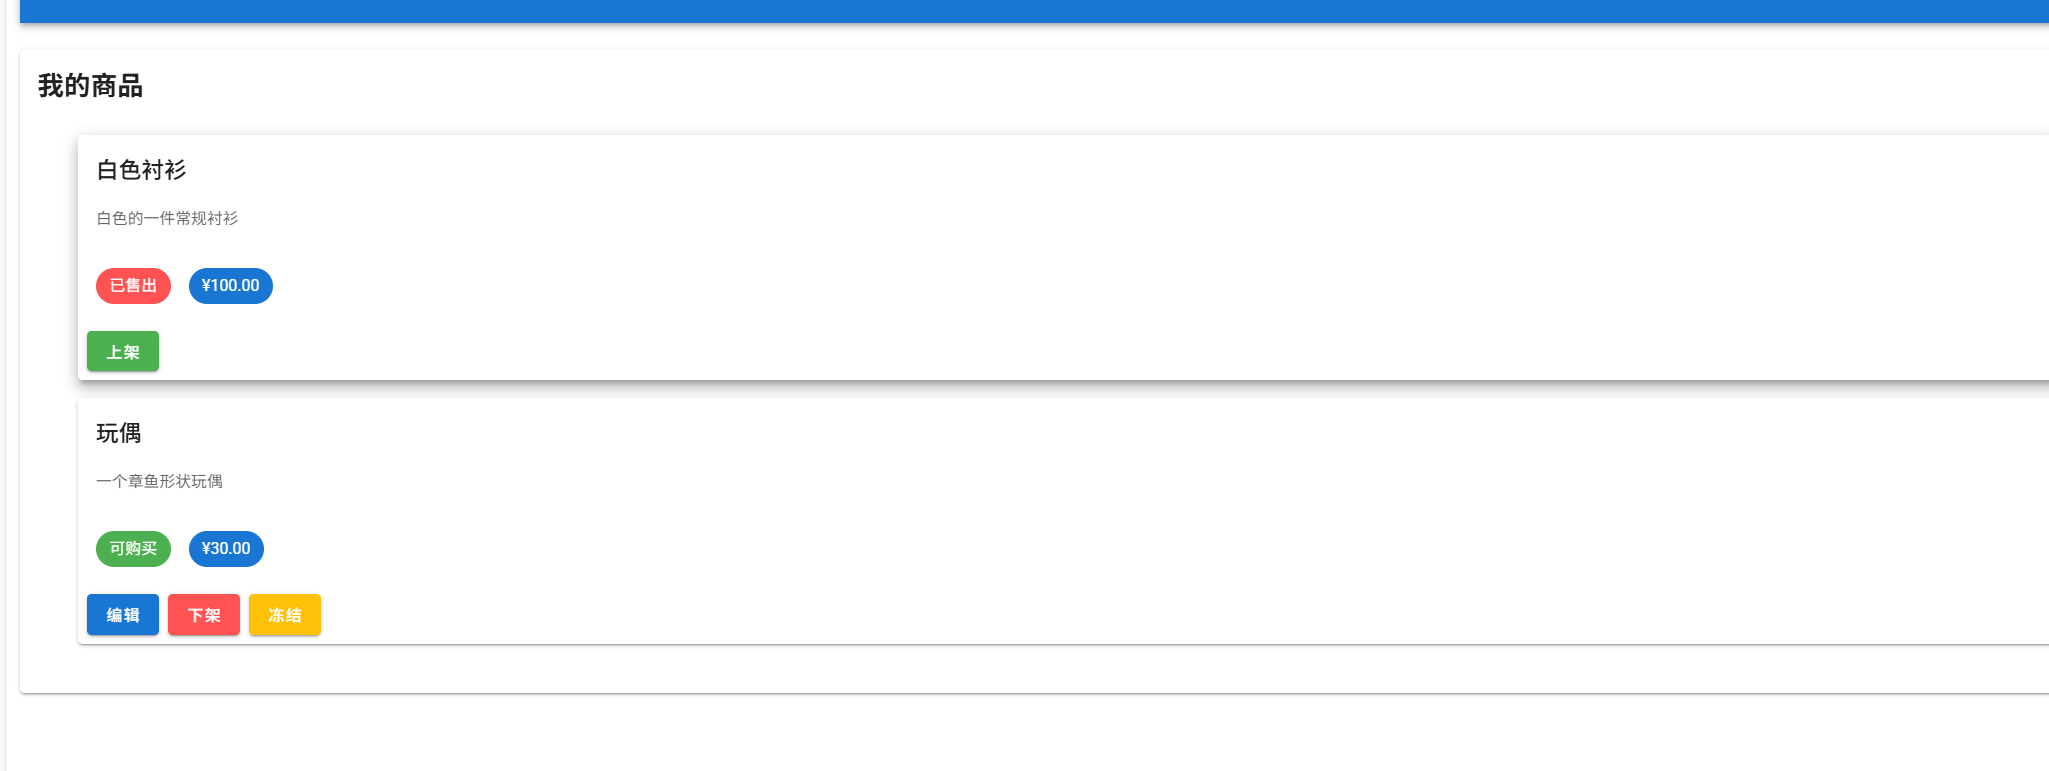 我的商品
白色衬衫
白色的一件常规衬衫
已售出 ¥100.00
上架
玩偶
一个章鱼形状玩偶
可购买 ¥30.00
编辑 下架 冻结